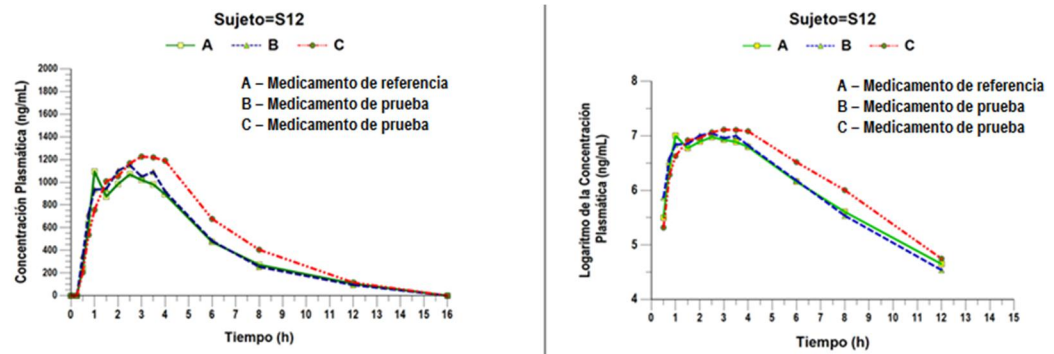 Sujeto=S12
A B C
A – Medicamento de referencia
B – Medicamento de prueba
C – Medicamento de prueba
Concentración Plasmática (ng/mL)
2000
1800
1600
1400
1200
1000
800
600
400
200
0
0 1 2 3 4 5 6 7 8 9 10 11 12 13 14 15 16
Tiempo (h)
Sujeto=S12
A B C
A – Medicamento de referencia
B – Medicamento de prueba
C – Medicamento de prueba
Logaritmo de la Concentración
Plasmática (ng/mL)
8
7
6
5
4
0 1 2 3 4 5 6 7 8 9 10 11 12 13 14 15
Tiempo (h)